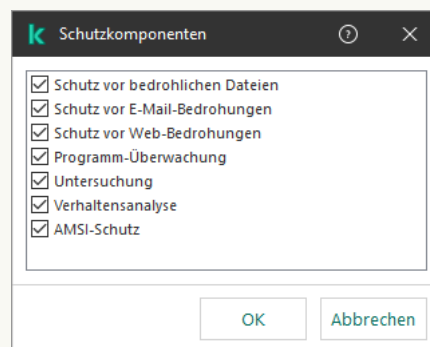 Schutzkomponenten
Schutz vor bedrohlichen Dateien
Schutz vor E-Mail-Bedrohungen
Schutz vor Web-Bedrohungen
Programm-Überwachung
Untersuchung
Verhaltensanalyse
AMSI-Schutz
OK Abbrechen